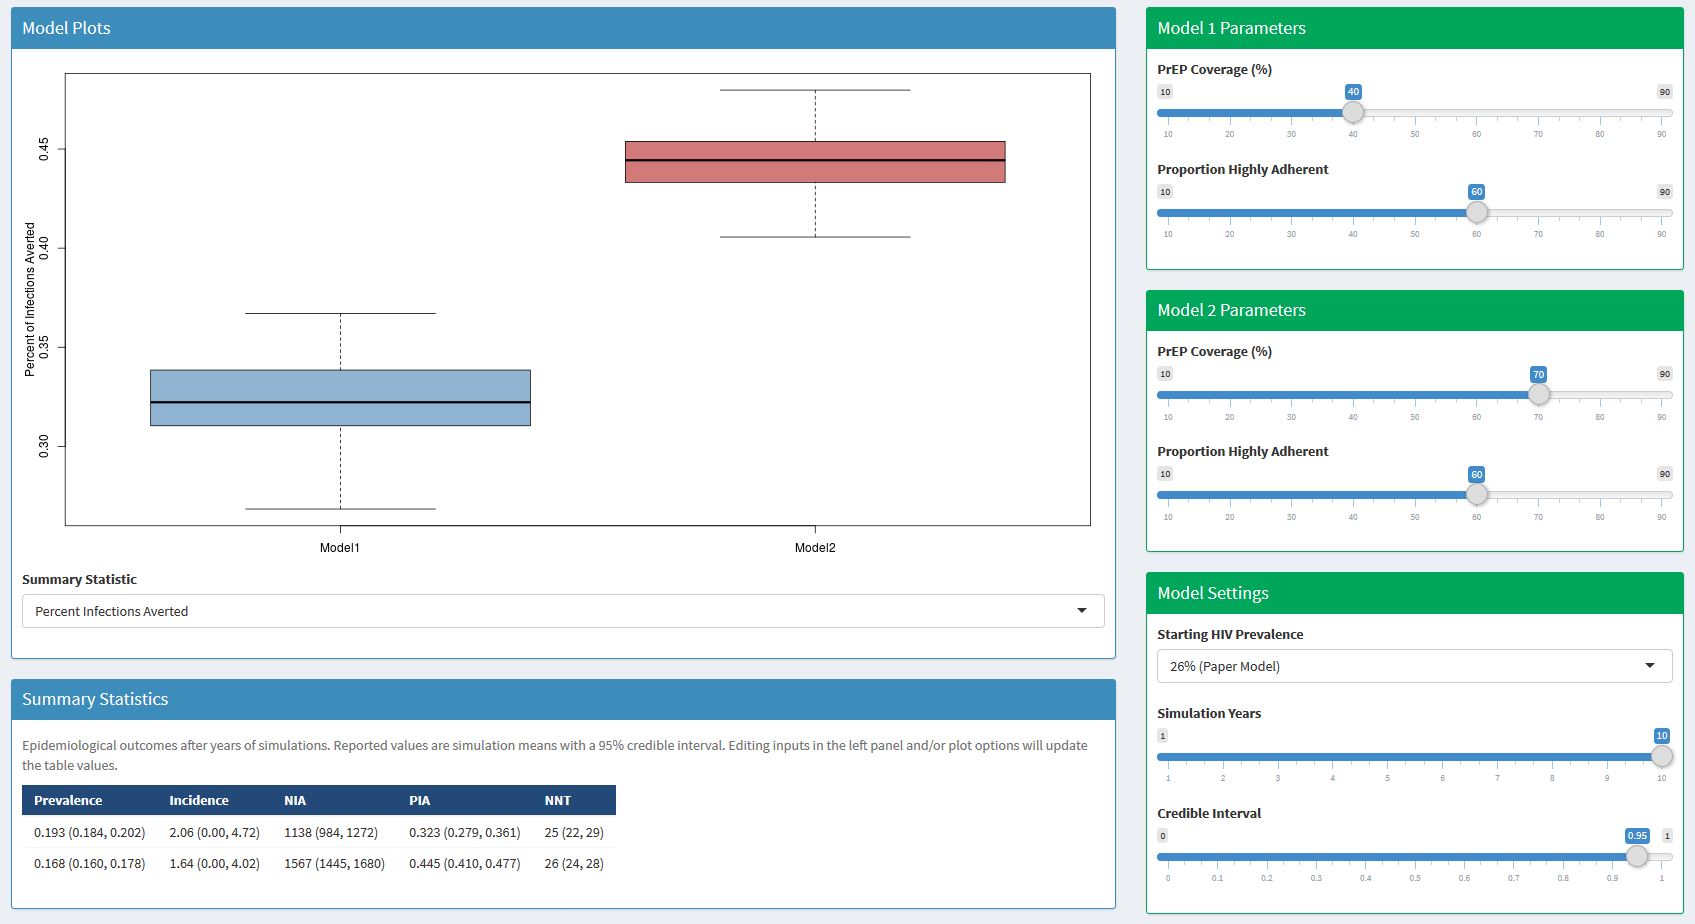 Model Plots
Percent of Infections Averted
0.45
0.40
0.35
0.30
Model1 Model2
Summary Statistic
Percent Infections Averted
Summary Statistics
Epidemiological outcomes after years of simulations. Reported values are simulation means with a 95% credible interval. Editing inputs in the left panel and/or plot options will update
the table values.
Prevalence Incidence NIA PIA NNT
0.193 (0.184, 0.202) 2.06 (0.00, 4.72) 1138 (984, 1272) 0.323 (0.279, 0.361) 25 (22, 29)
0.168 (0.160, 0.178) 1.64 (0.00, 4.02) 1567 (1445, 1680) 0.445 (0.410, 0.477) 26 (24, 28)
Model 1 Parameters
PrEP Coverage (%)
10 40 90
10 20 30 40 50 60 70 80 90
Proportion Highly Adherent
10 60 90
10 20 30 40 50 60 70 80 90
Model 2 Parameters
PrEP Coverage (%)
10 70 90
10 20 30 40 50 60 70 80 90
Proportion Highly Adherent
10 60 90
10 20 30 40 50 60 70 80 90
Model Settings
Starting HIV Prevalence
26% (Paper Model)
Simulation Years
1 10
1 2 3 4 5 6 7 8 9 10
Credible Interval
0 0.95 1
0 0.1 0.2 0.3 0.4 0.5 0.6 0.7 0.8 0.9 1